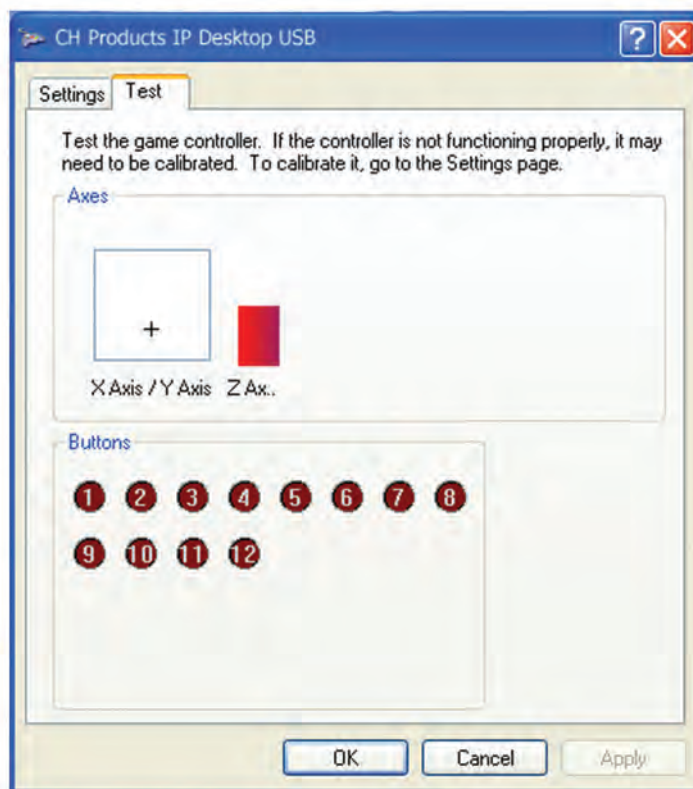 CH Products IP Desktop USB
?
Settings Test
Test the game controller. If the controller is not functioning properly, it may
need to be calibrated. To calibrate it, go to the Settings page.
Axes
X Axis / Y Axis Z Ax..
Buttons
1 2 3 4 5 6 7 8
9 10 11 12
OK Cancel Apply